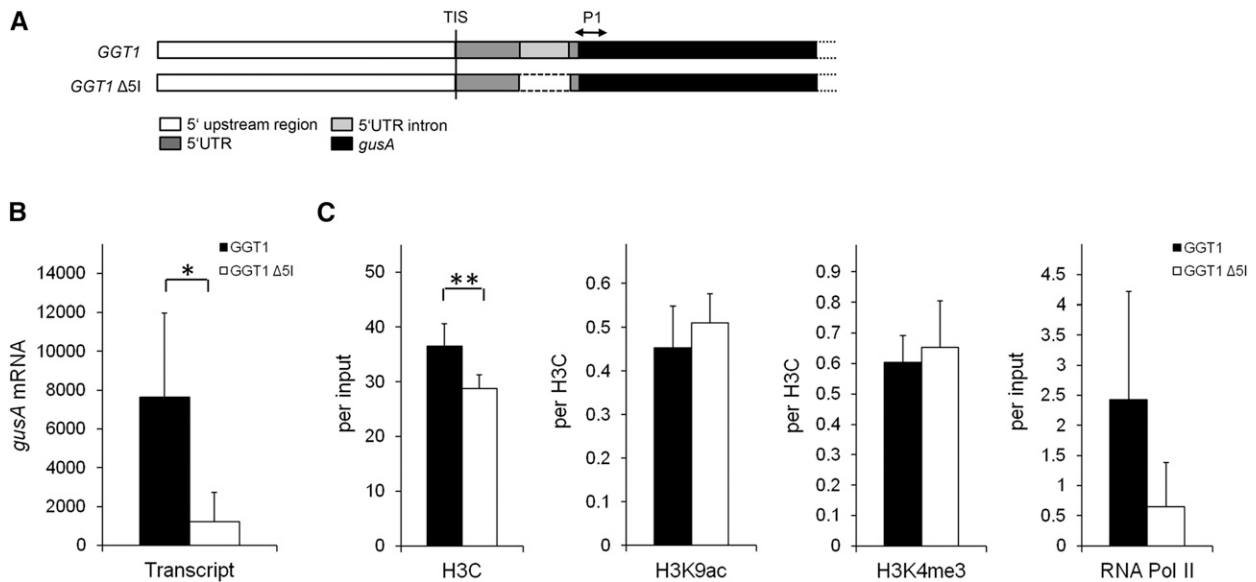 A
TIS
P1
GGT1
GGT1 Δ5I
5‘ upstream region
5‘UTR intron
5‘UTR
gusA
B
GGT1
GGT1 Δ5I
gusA mRNA
14000
12000
10000
8000
6000
4000
2000
0
*
Transcript
C
per input
50
40
30
20
10
0
**
H3C
per H3C
0.6
0.5
0.4
0.3
0.2
0.1
0
H3K9ac
per H3C
0.9
0.8
0.7
0.6
0.5
0.4
0.3
0.2
0.1
0
H3K4me3
GGT1
GGT1 Δ5I
per input
4.5
4
3.5
3
2.5
2
1.5
1
0.5
0
RNA Pol II